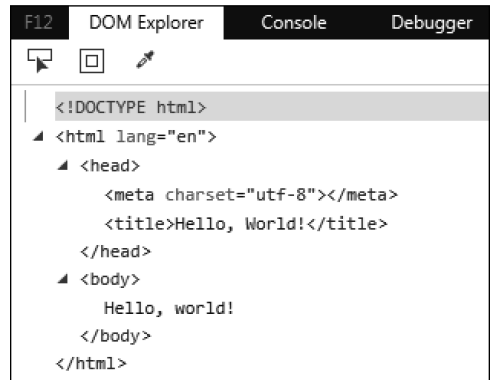 F12 DOM Explorer Console Debugger
<!DOCTYPE html>
<html lang="en">
<head>
<meta charset="utf-8"></meta>
<title>Hello, World!</title>
</head>
<body>
Hello, world!
</body>
</html>